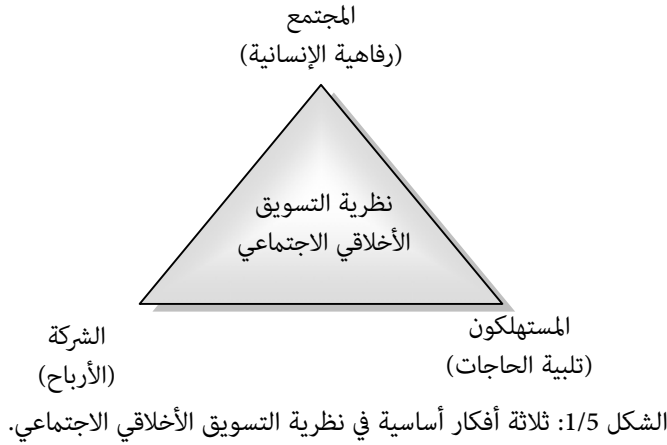 المجتمع
(رفاهية الإنسانية)
نظرية التسويق
الأخلاقي الاجتماعي
المستهلكون
(تلبية الحاجات)
الشركة
(الأرباح)
الشكل 1/5: ثلاثة أفكار أساسية في نظرية التسويق الأخلاقي الاجتماعي.